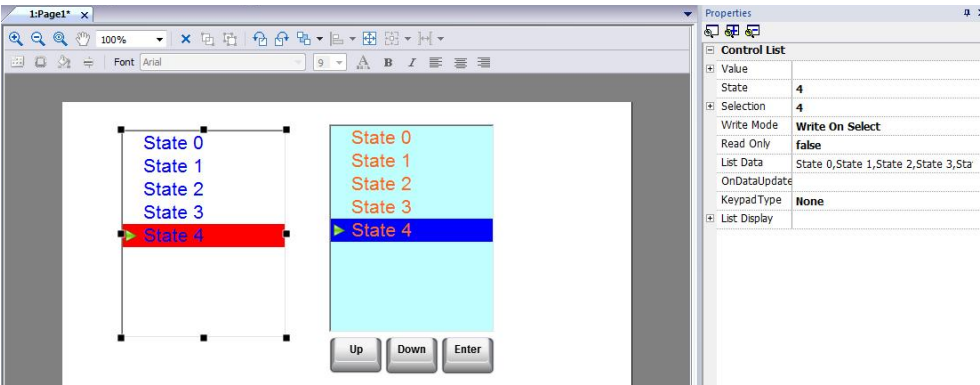 1:Page1* x
Properties
100%
Font Arial 9 A B I
Control List
Value
State 4
Selection 4
Write Mode Write On Select
Read Only false
List Data State 0,State 1,State 2,State 3,Sta
OnDataUpdate
KeypadType None
List Display
State 0
State 1
State 2
State 3
State 4
State 0
State 1
State 2
State 3
State 4
Up Down Enter